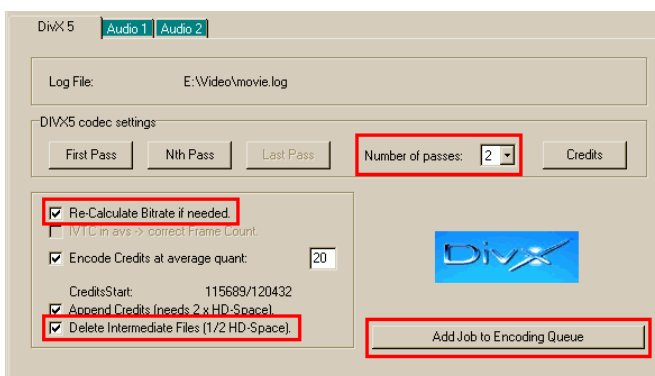 DivX 5 Audio 1 Audio 2
Log File: E:\Video\movie.log
DIVX5 codec settings
First Pass Nth Pass Last Pass Number of passes: 2 Credits
Re-Calculate Bitrate if needed.
IVTC in avs -> correct Frame Count.
Encode Credits at average quant: 20
CreditsStart: 115689/120432
Append Credits (needs 2 x HD-Space).
Delete Intermediate Files (1/2 HD-Space).
DivX
Add Job to Encoding Queue